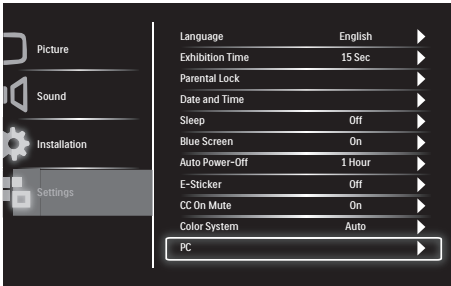 Picture
Sound
Installation
Settings
Language English
Exhibition Time 15 Sec
Parental Lock
Date and Time
Sleep Off
Blue Screen On
Auto Power-Off 1 Hour
E-Sticker Off
CC On Mute On
Color System Auto
PC